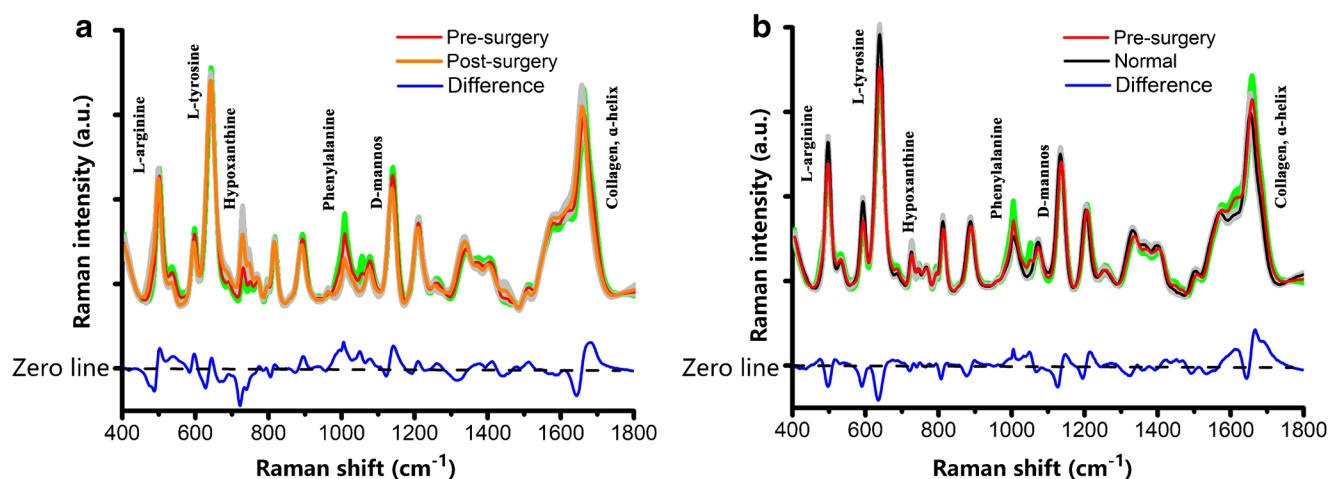 a
Pre-surgery
Post-surgery
Difference
L-arginine
L-tyrosine
Hypoxanthine
Phenylalanine
D-mannos
Collagen, α-helix
Raman intensity (a.u.)
Zero line
400 600 800 1000 1200 1400 1600 1800
Raman shift (cm⁻¹)
b
Pre-surgery
Normal
Difference
L-arginine
L-tyrosine
Hypoxanthine
Phenylalanine
D-mannos
Collagen, α-helix
Raman intensity (a.u.)
Zero line
400 600 800 1000 1200 1400 1600 1800
Raman shift (cm⁻¹)